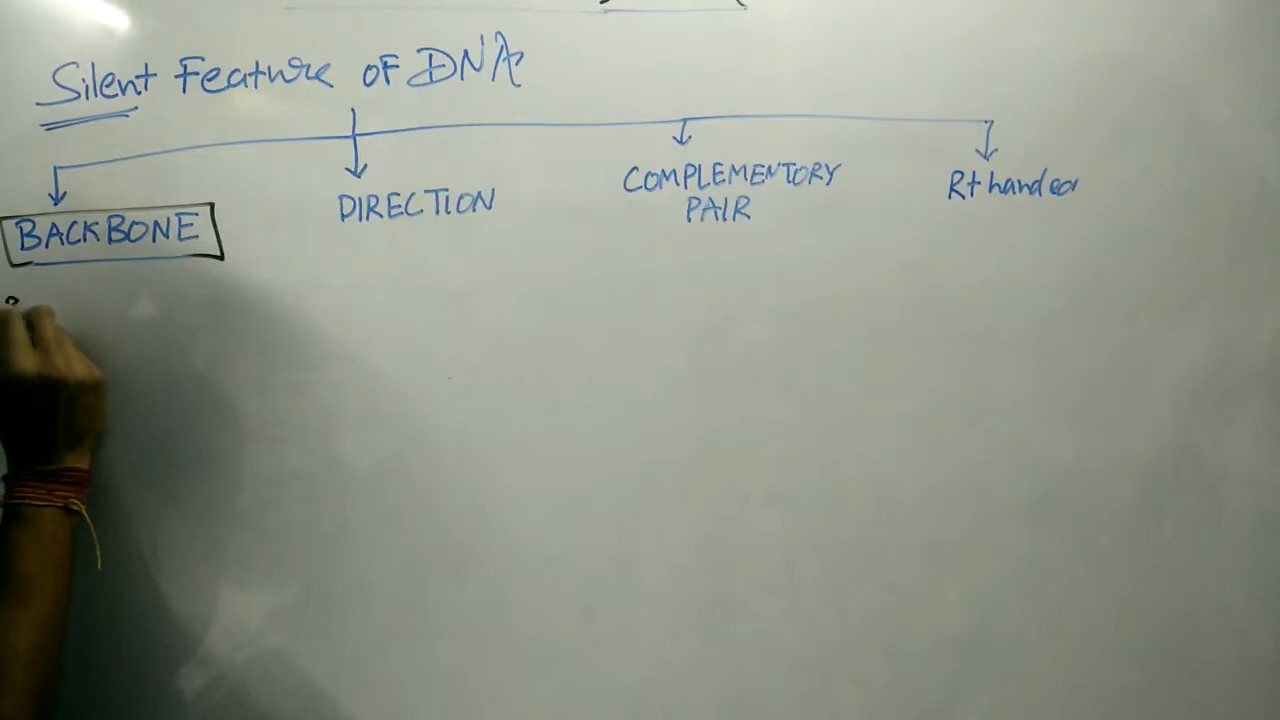 Silent Feature of DNA
BACKBONE
DIRECTION
COMPLEMENTORY
PAIR
Rt handed